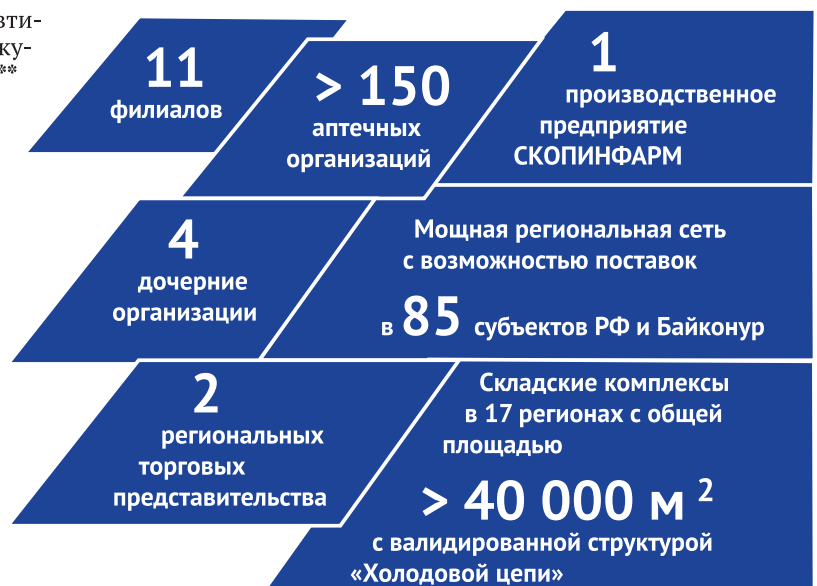 вти-
ку-
**
11
филиалов
> 150
аптечных
организаций
1
производственное
предприятие
СКОПИНФАРМ
4
дочерние
организации
Мощная региональная сеть
с возможностью поставок
в 85 субъектов РФ и Байконур
2
региональных
торговых
представительства
Складские комплексы
в 17 регионах с общей
площадью
> 40 000 м ²
с валидированной структурой
«Холодовой цепи»